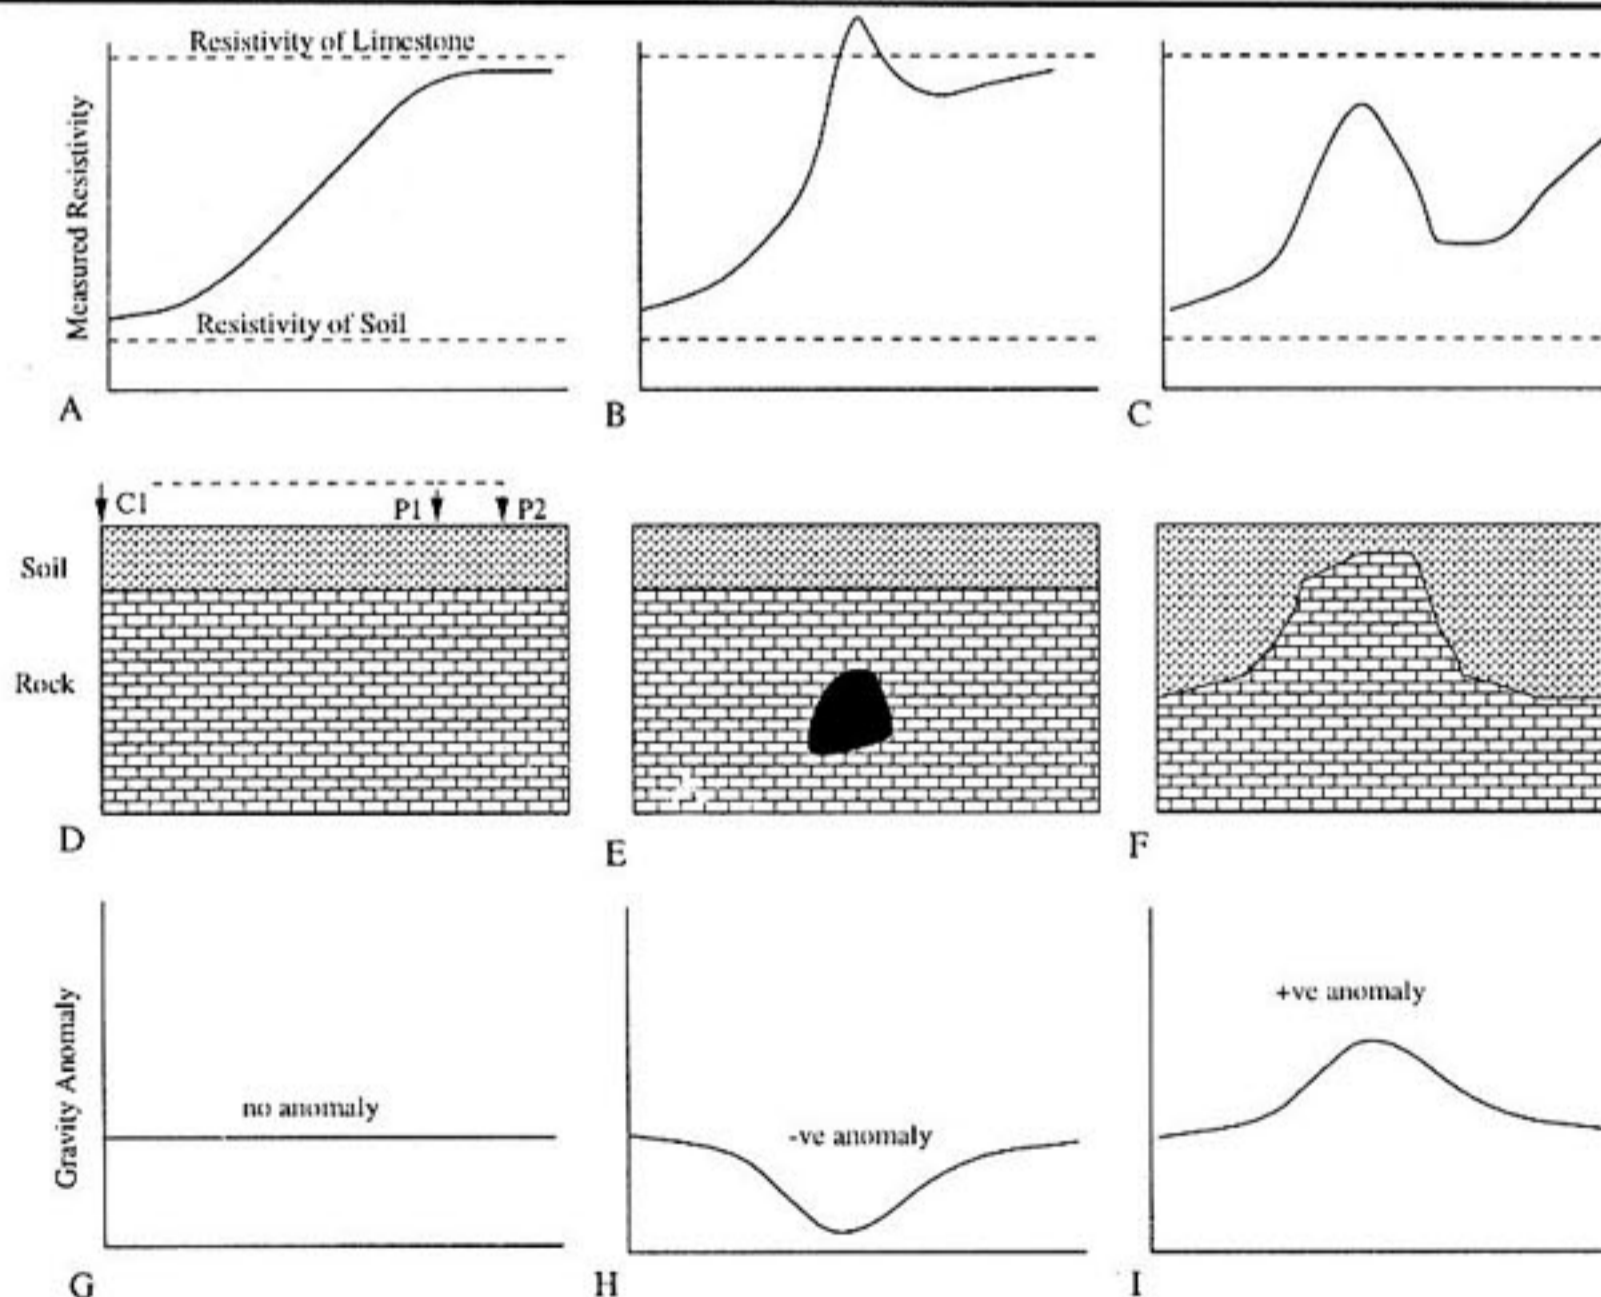 Resistivity of Limestone
Measured Resistivity
Resistivity of Soil
A
B
C
C1
P1
P2
Soil
Rock
D
E
F
Gravity Anomaly
no anomaly
-ve anomaly
+ve anomaly
G
H
I